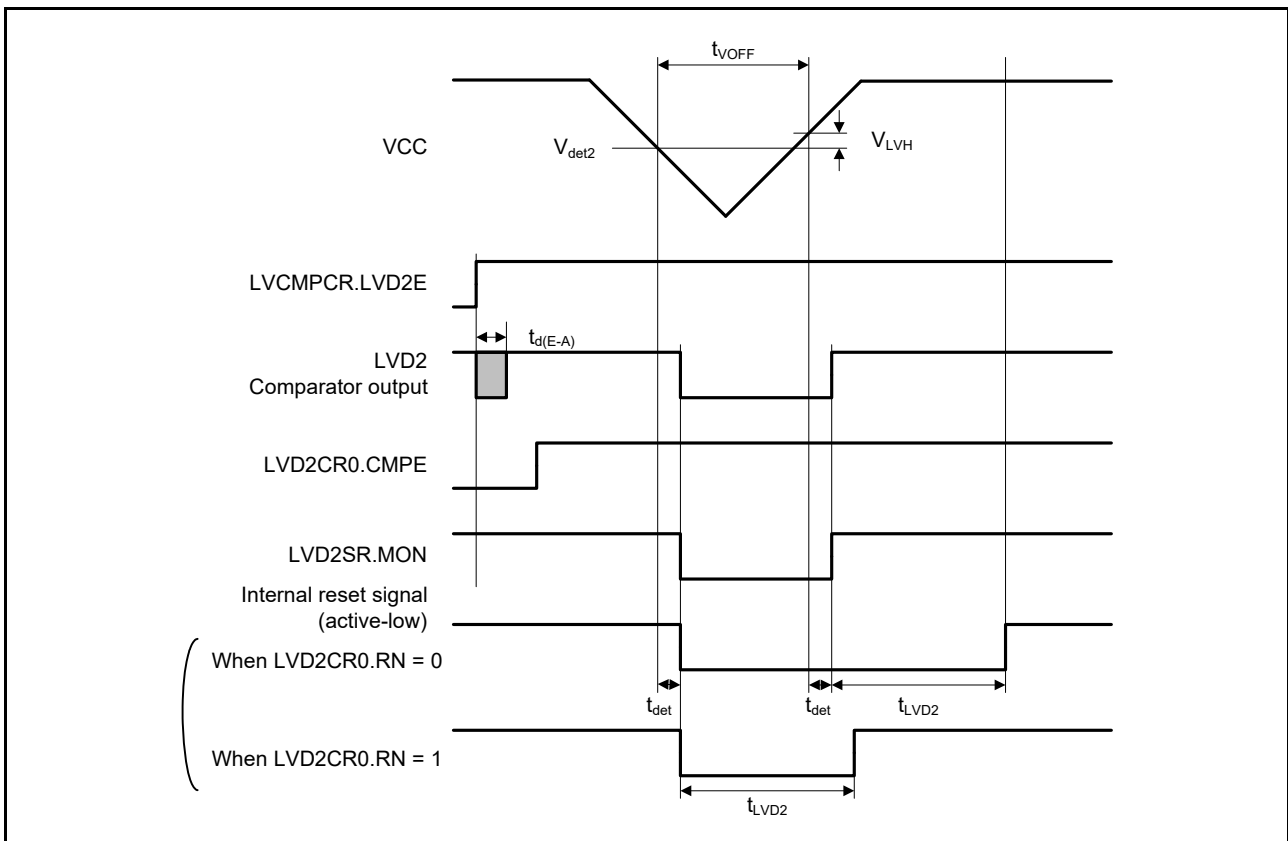 tVOFF
VCC
Vdet2
VLVH
LVCMPCR.LVD2E
td(E-A)
LVD2
Comparator output
LVD2CR0.CMPE
LVD2SR.MON
Internal reset signal
(active-low)
When LVD2CR0.RN = 0
tdet
tdet
tLVD2
When LVD2CR0.RN = 1
tLVD2